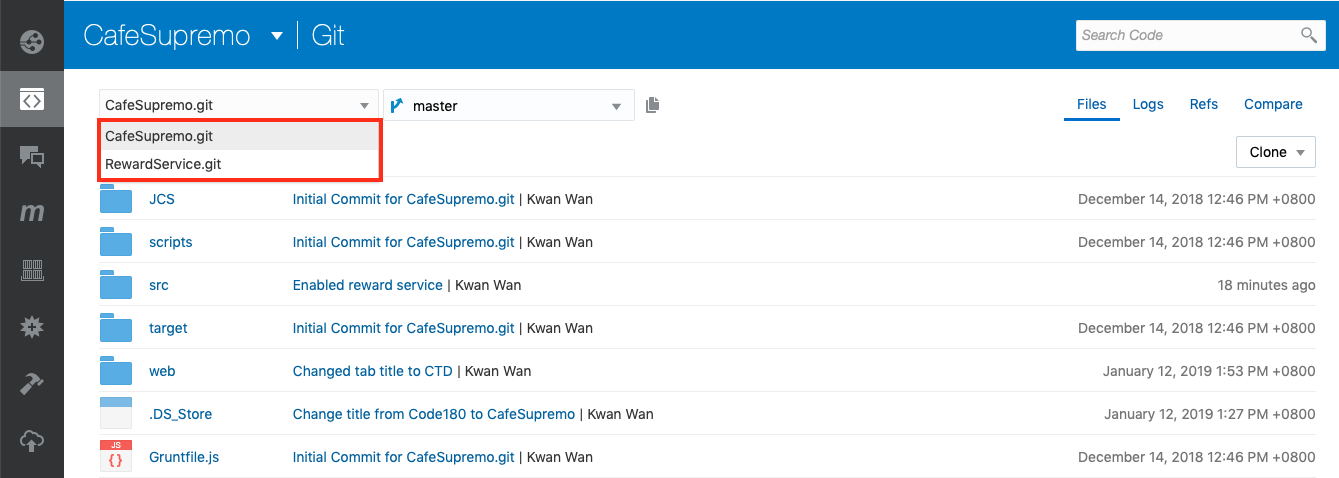 CafeSupremo Git
Search Code
CafeSupremo.git master Files Logs Refs Compare
CafeSupremo.git
RewardService.git
Clone
JCS Initial Commit for CafeSupremo.git | Kwan Wan December 14, 2018 12:46 PM +0800
scripts Initial Commit for CafeSupremo.git | Kwan Wan December 14, 2018 12:46 PM +0800
src Enabled reward service | Kwan Wan 18 minutes ago
target Initial Commit for CafeSupremo.git | Kwan Wan December 14, 2018 12:46 PM +0800
web Changed tab title to CTD | Kwan Wan January 12, 2019 1:53 PM +0800
.DS_Store Change title from Code180 to CafeSupremo | Kwan Wan January 12, 2019 1:27 PM +0800
JS
{ } Gruntfile.js Initial Commit for CafeSupremo.git | Kwan Wan December 14, 2018 12:46 PM +0800
m